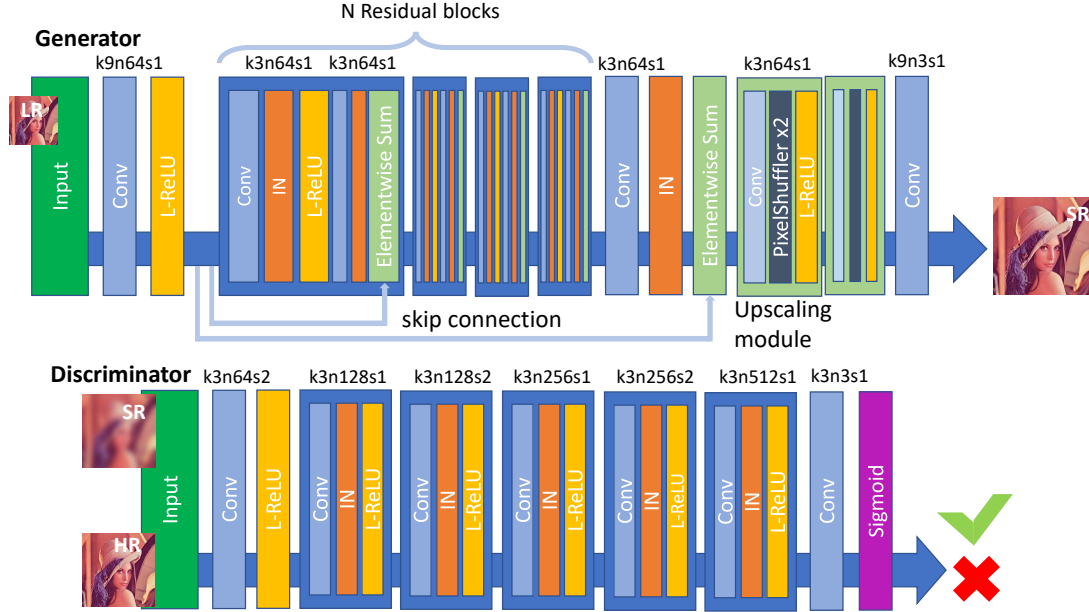 N Residual blocks
Generator
k9n64s1
k3n64s1
k3n64s1
k3n64s1
k3n64s1
k9n3s1
LR
Input
Conv
L-ReLU
Conv
IN
L-ReLU
Elementwise Sum
Conv
IN
Elementwise Sum
Conv
PixelShuffler x2
L-ReLU
Conv
SR
skip connection
Upscaling
module
Discriminator
k3n64s2
k3n128s1
k3n128s2
k3n256s1
k3n256s2
k3n512s1
k3n3s1
SR
HR
Input
Conv
L-ReLU
Conv
IN
L-ReLU
Conv
IN
L-ReLU
Conv
IN
L-ReLU
Conv
IN
L-ReLU
Conv
IN
L-ReLU
Conv
Sigmoid